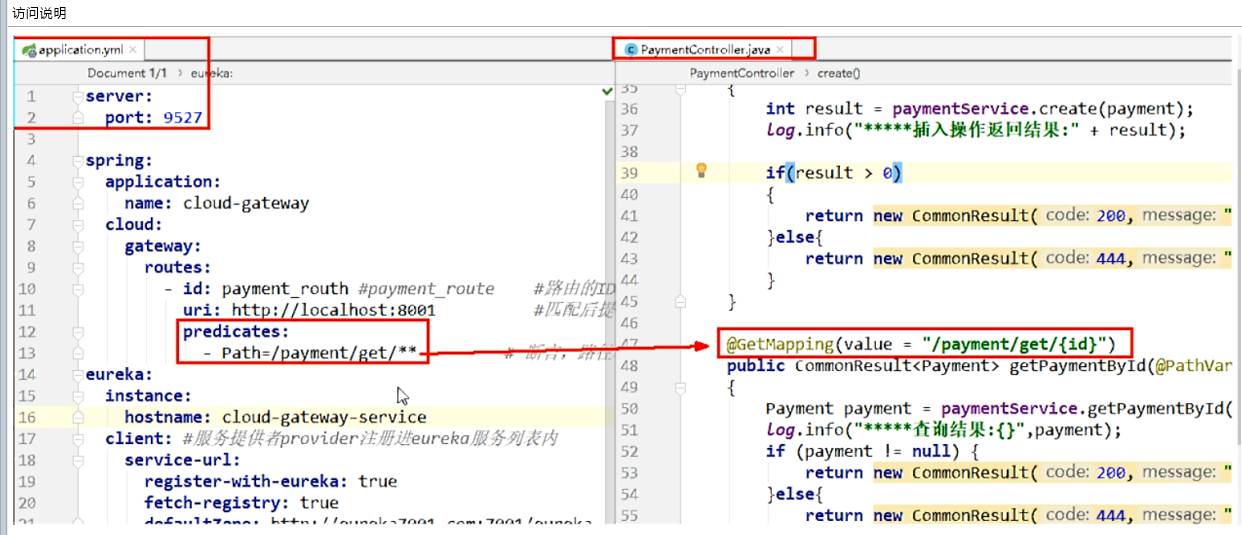 访问说明
application.yml
Document 1/1 › eureka:
1 server:
2 port: 9527
3
4 spring:
5 application:
6 name: cloud-gateway
7 cloud:
8 gateway:
9 routes:
10 - id: payment_routh #payment_route #路由的ID
11 uri: http://localhost:8001 #匹配后提
12 predicates:
13 - Path=/payment/get/** # 断言，路径
14 eureka:
15 instance:
16 hostname: cloud-gateway-service
17 client: #服务提供者provider注册进eureka服务列表内
18 service-url:
19 register-with-eureka: true
20 fetch-registry: true
21 defaultZone: http://eureka7001.com:7001/eureka
PaymentController.java
PaymentController › create()
35 {
36 int result = paymentService.create(payment);
37 log.info("*****插入操作返回结果:" + result);
38
39 if(result > 0)
40 {
41 return new CommonResult( code: 200, message: "
42 }else{
43 return new CommonResult( code: 444, message: "
44 }
45 }
46
47 @GetMapping(value = "/payment/get/{id}")
48 public CommonResult<Payment> getPaymentById(@PathVar
49 {
50 Payment payment = paymentService.getPaymentById(
51 log.info("*****查询结果:{}",payment);
52 if (payment != null) {
53 return new CommonResult( code: 200, message: "
54 }else{
55 return new CommonResult( code: 444, message: "